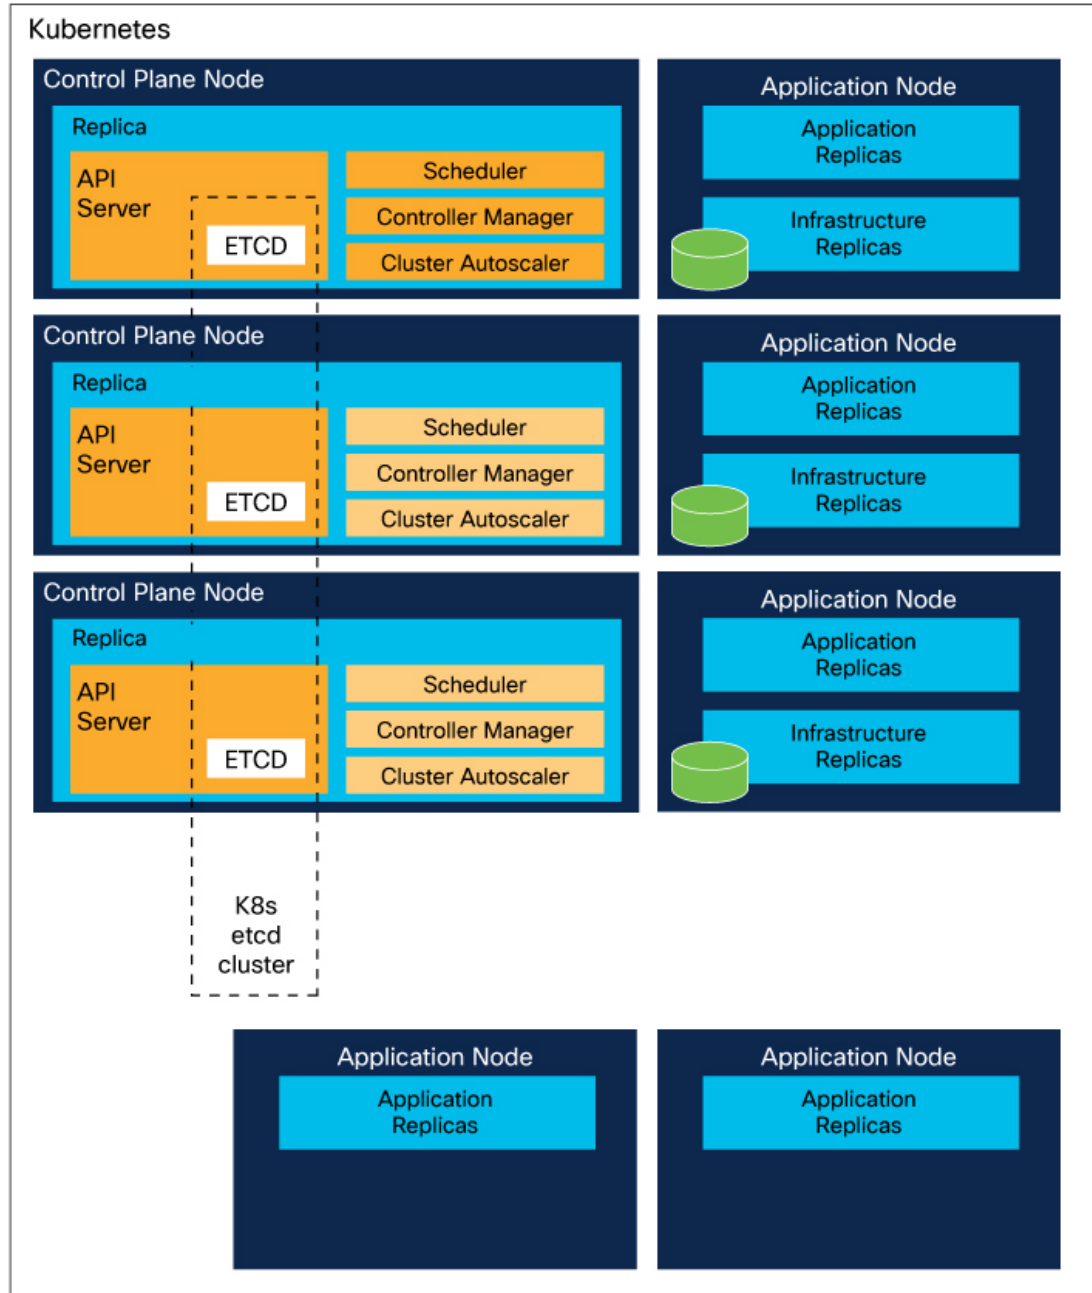 Kubernetes
Control Plane Node
Replica
API
Server
ETCD
Scheduler
Controller Manager
Cluster Autoscaler
Application Node
Application
Replicas
Infrastructure
Replicas
Control Plane Node
Replica
API
Server
ETCD
Scheduler
Controller Manager
Cluster Autoscaler
Application Node
Application
Replicas
Infrastructure
Replicas
Control Plane Node
Replica
API
Server
ETCD
Scheduler
Controller Manager
Cluster Autoscaler
Application Node
Application
Replicas
Infrastructure
Replicas
K8s
etcd
cluster
Application Node
Application
Replicas
Application Node
Application
Replicas